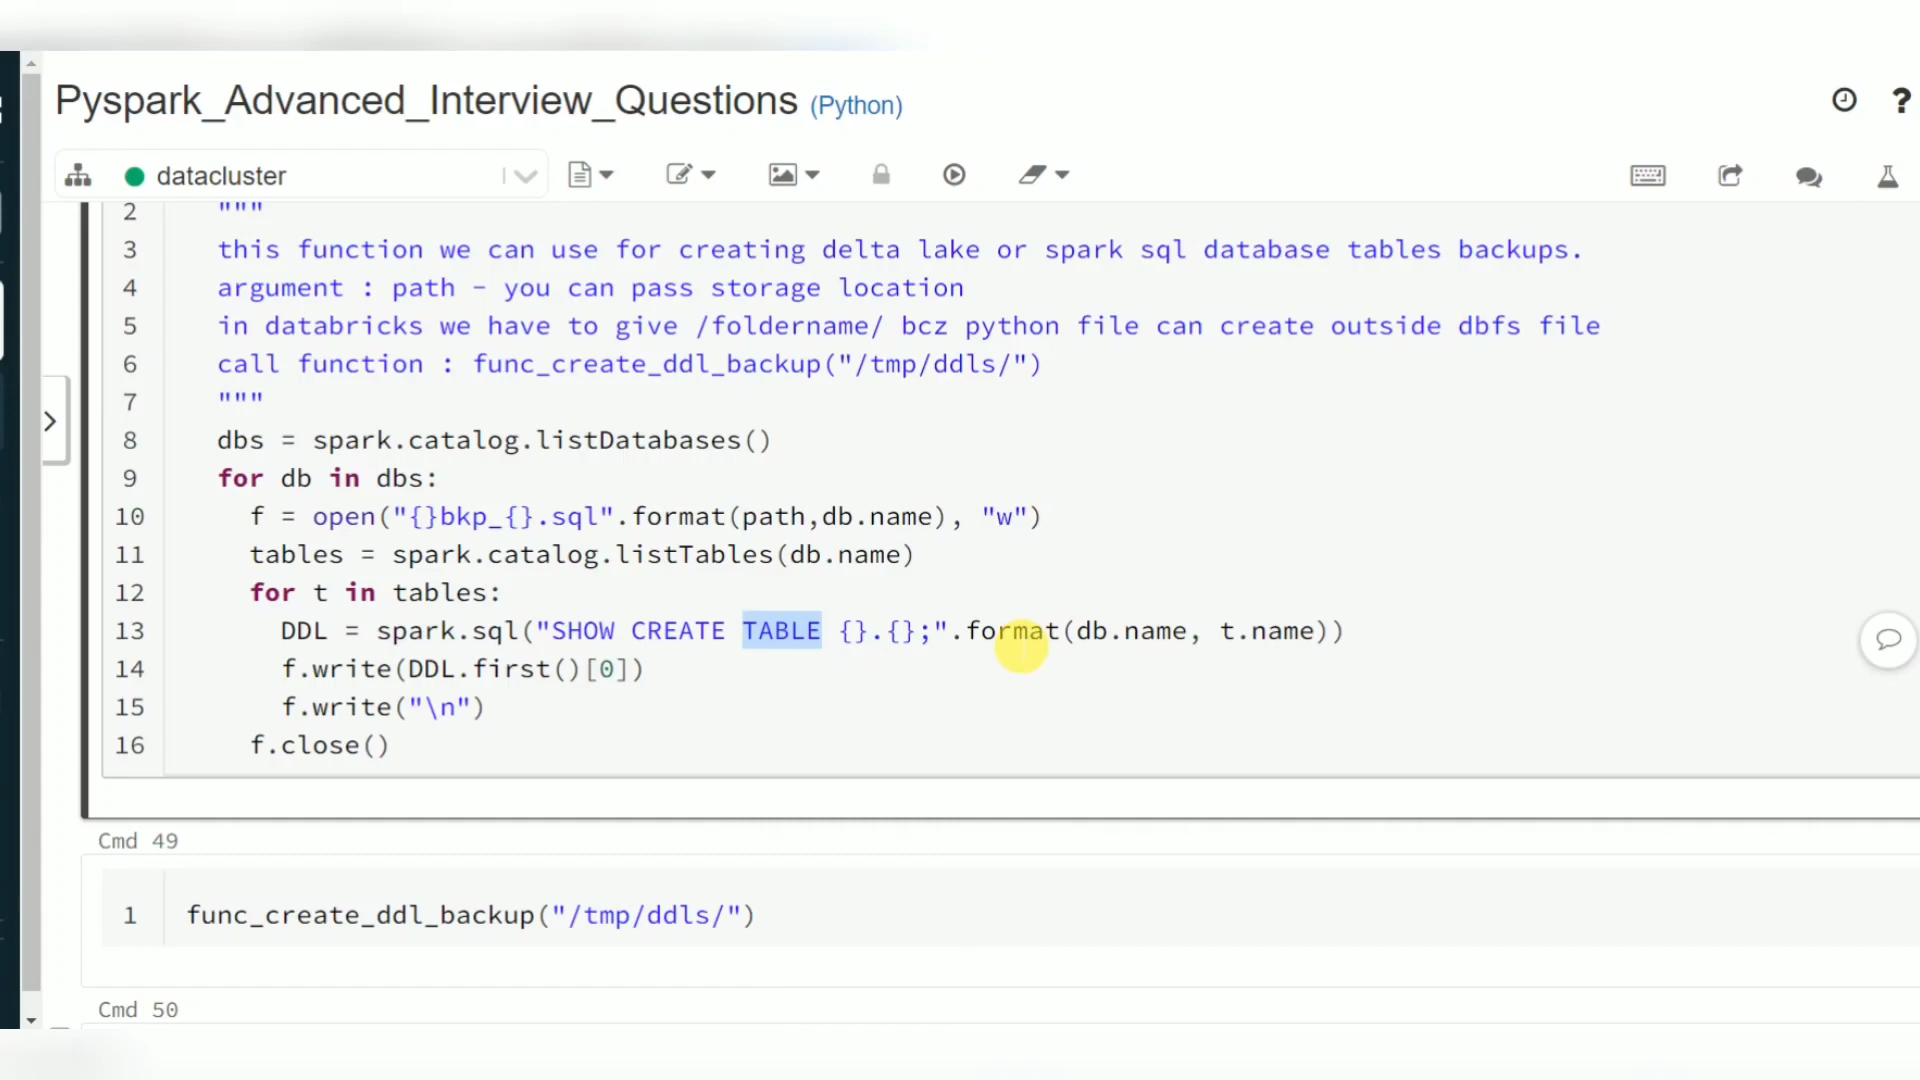 Pyspark_Advanced_Interview_Questions (Python)
?
datacluster
2 """
3 this function we can use for creating delta lake or spark sql database tables backups.
4 argument : path - you can pass storage location
5 in databricks we have to give /foldername/ bcz python file can create outside dbfs file
6 call function : func_create_ddl_backup("/tmp/ddls/")
7 """
8 dbs = spark.catalog.listDatabases()
9 for db in dbs:
10 f = open("{}bkp_{}.sql".format(path,db.name), "w")
11 tables = spark.catalog.listTables(db.name)
12 for t in tables:
13 DDL = spark.sql("SHOW CREATE TABLE {}.{};".format(db.name, t.name))
14 f.write(DDL.first()[0])
15 f.write("\n")
16 f.close()
Cmd 49
1 func_create_ddl_backup("/tmp/ddls/")
Cmd 50